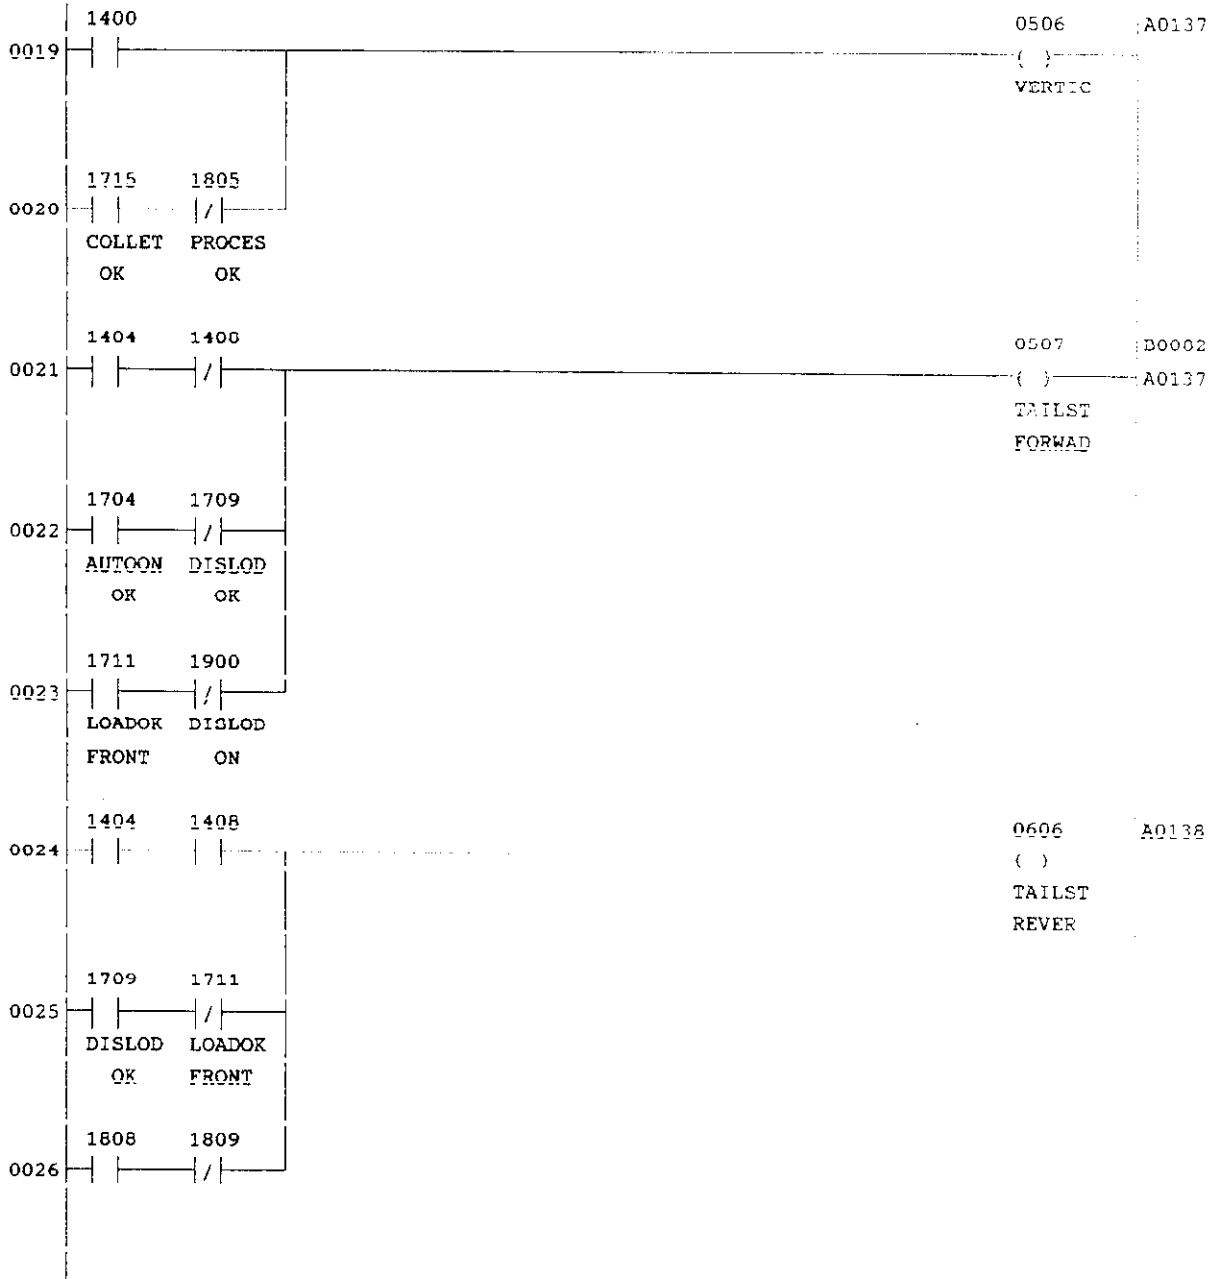 1400
0506 A0137
0019
( )
VERTIC
1715 1805
0020
COLLET PROCES
OK OK
1404 1408
0507 B0002
0021
( ) A0137
TAILST
FORWAD
1704 1709
0022
AUTOON DISLOD
OK OK
1711 1900
0023
LOADOK DISLOD
FRONT ON
1404 1408
0606 A0138
0024
( )
TAILST
REVER
1709 1711
0025
DISLOD LOADOK
OK FRONT
1808 1809
0026